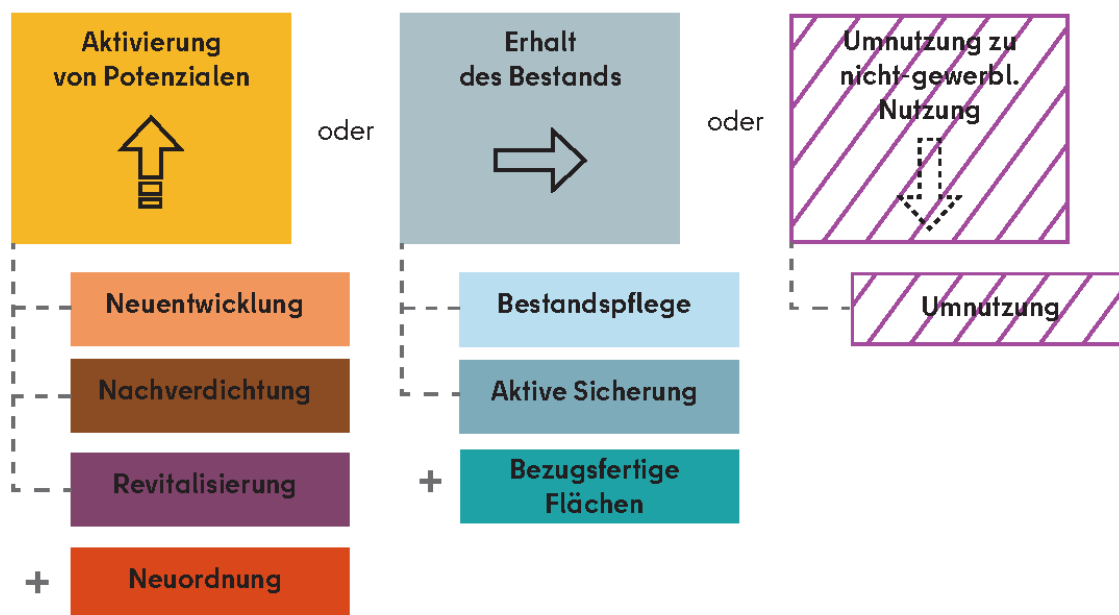 Aktivierung
von Potenzialen
oder
Erhalt
des Bestands
oder
Umnutzung zu
nicht-gewerbl.
Nutzung
Neuentwicklung
Nachverdichtung
Revitalisierung
+ Neuordnung
Bestandspflege
Aktive Sicherung
+ Bezugsfertige
Flächen
Umnutzung